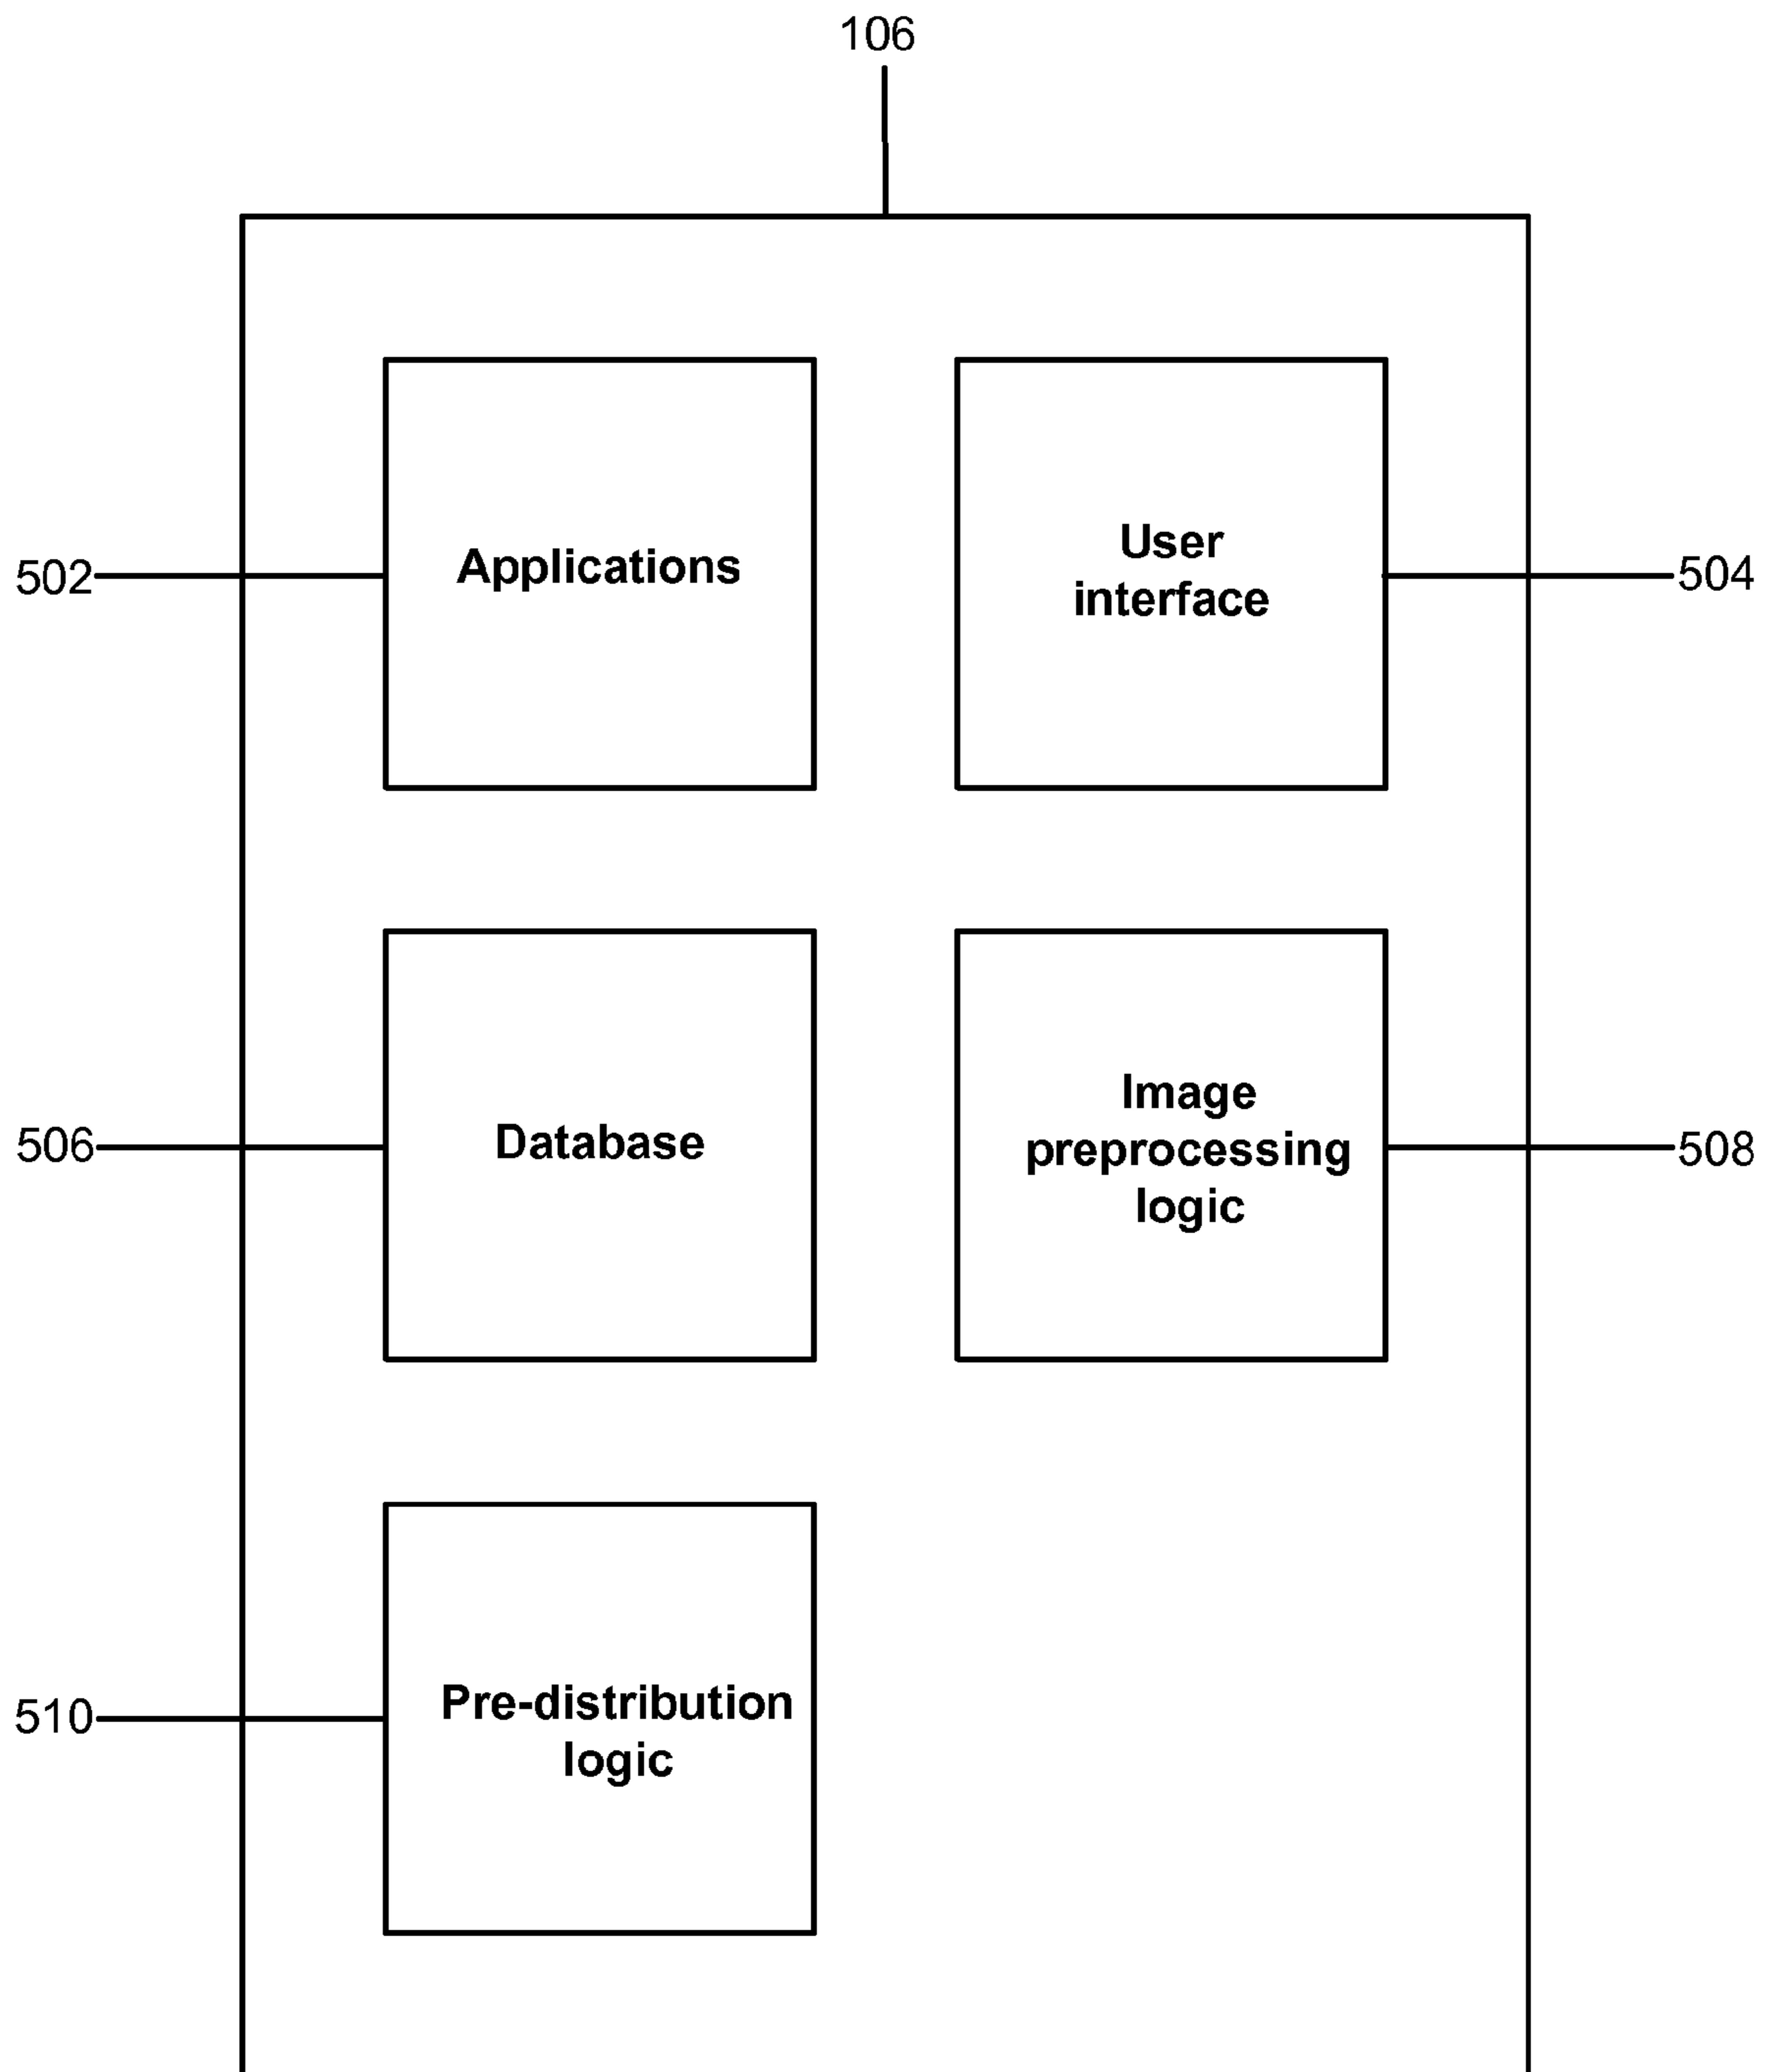 106
502
Applications
User
interface
504
506
Database
Image
preprocessing
logic
508
510
Pre-distribution
logic